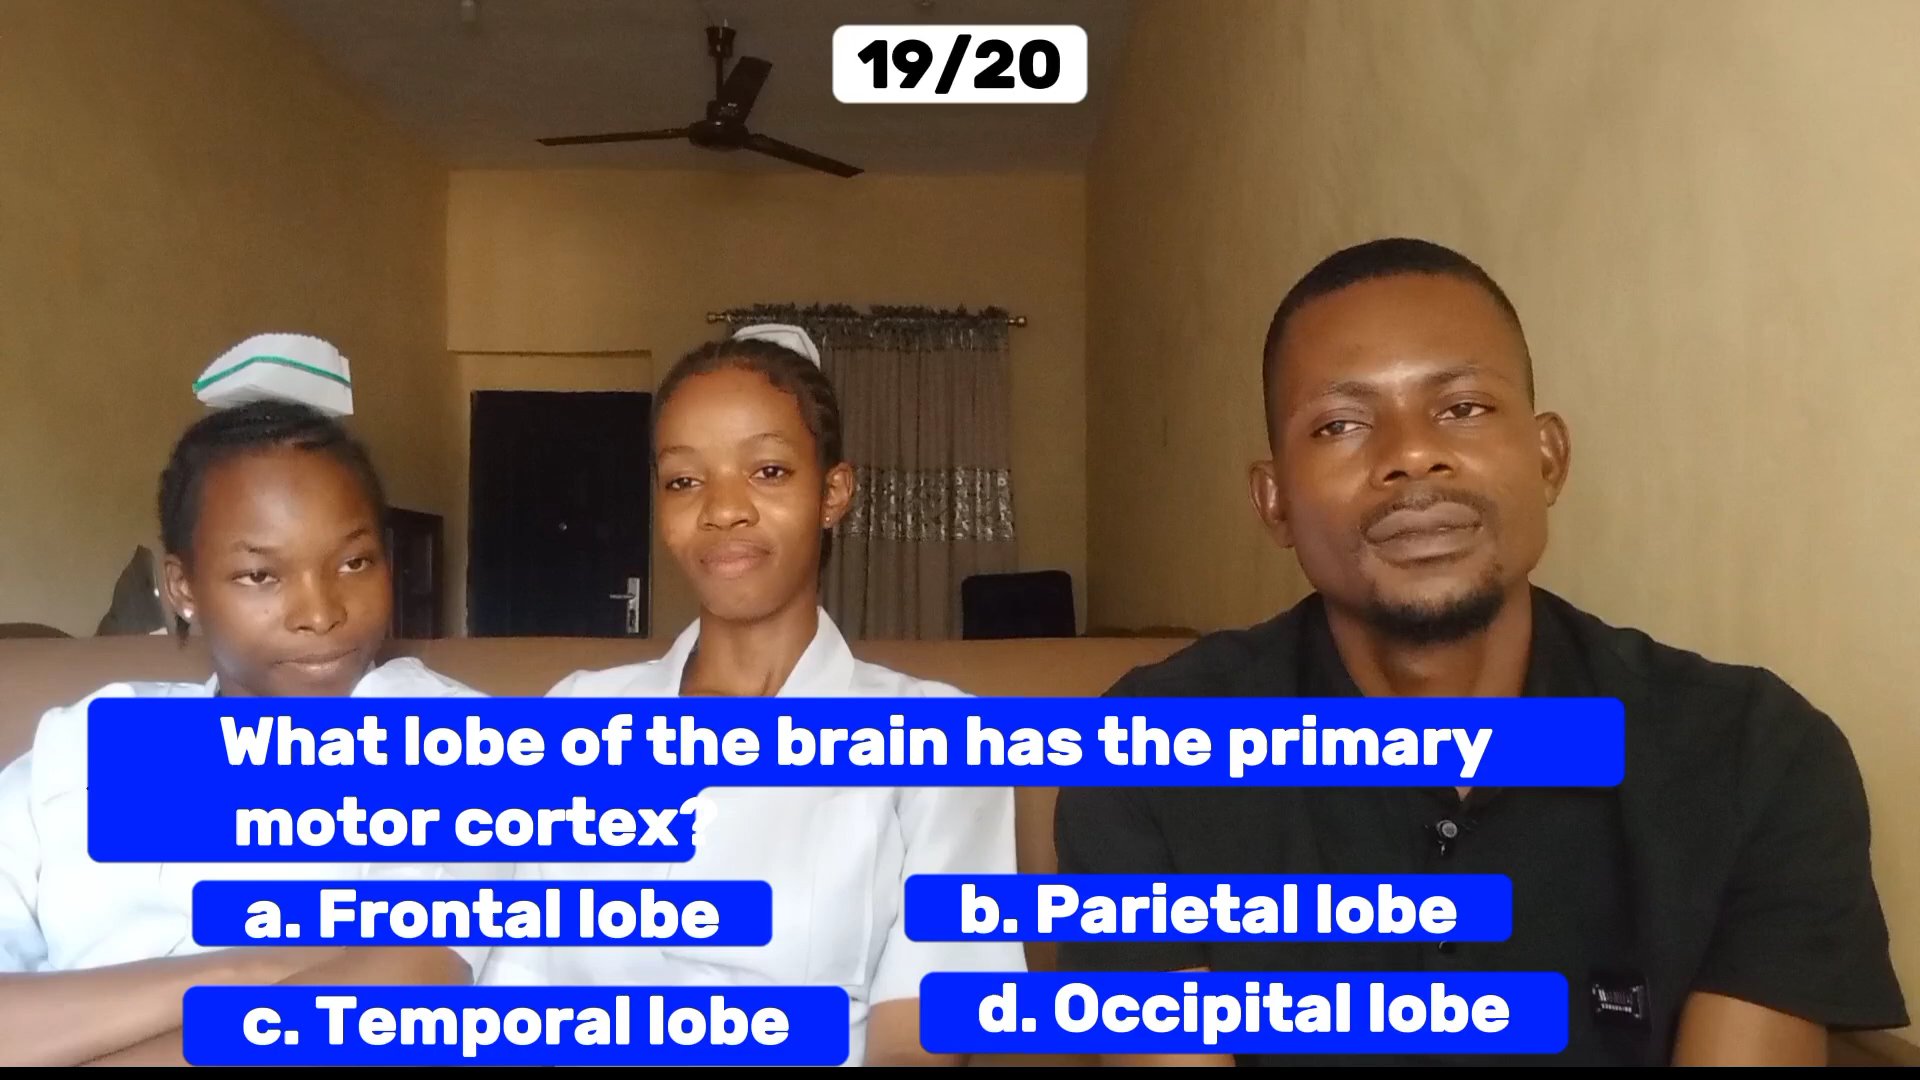 19/20
What lobe of the brain has the primary
motor cortex?
a. Frontal lobe
b. Parietal lobe
c. Temporal lobe
d. Occipital lobe